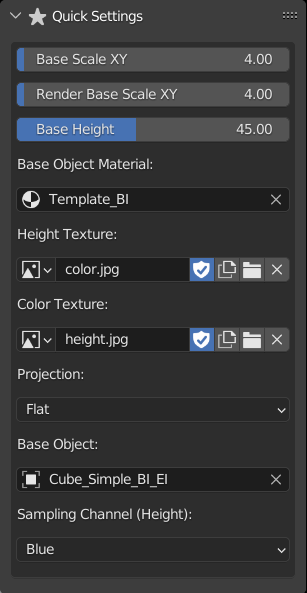 Quick Settings
Base Scale XY 4.00
Render Base Scale XY 4.00
Base Height 45.00
Base Object Material:
Template_BI
Height Texture:
color.jpg
Color Texture:
height.jpg
Projection:
Flat
Base Object:
Cube_Simple_BI_EI
Sampling Channel (Height):
Blue